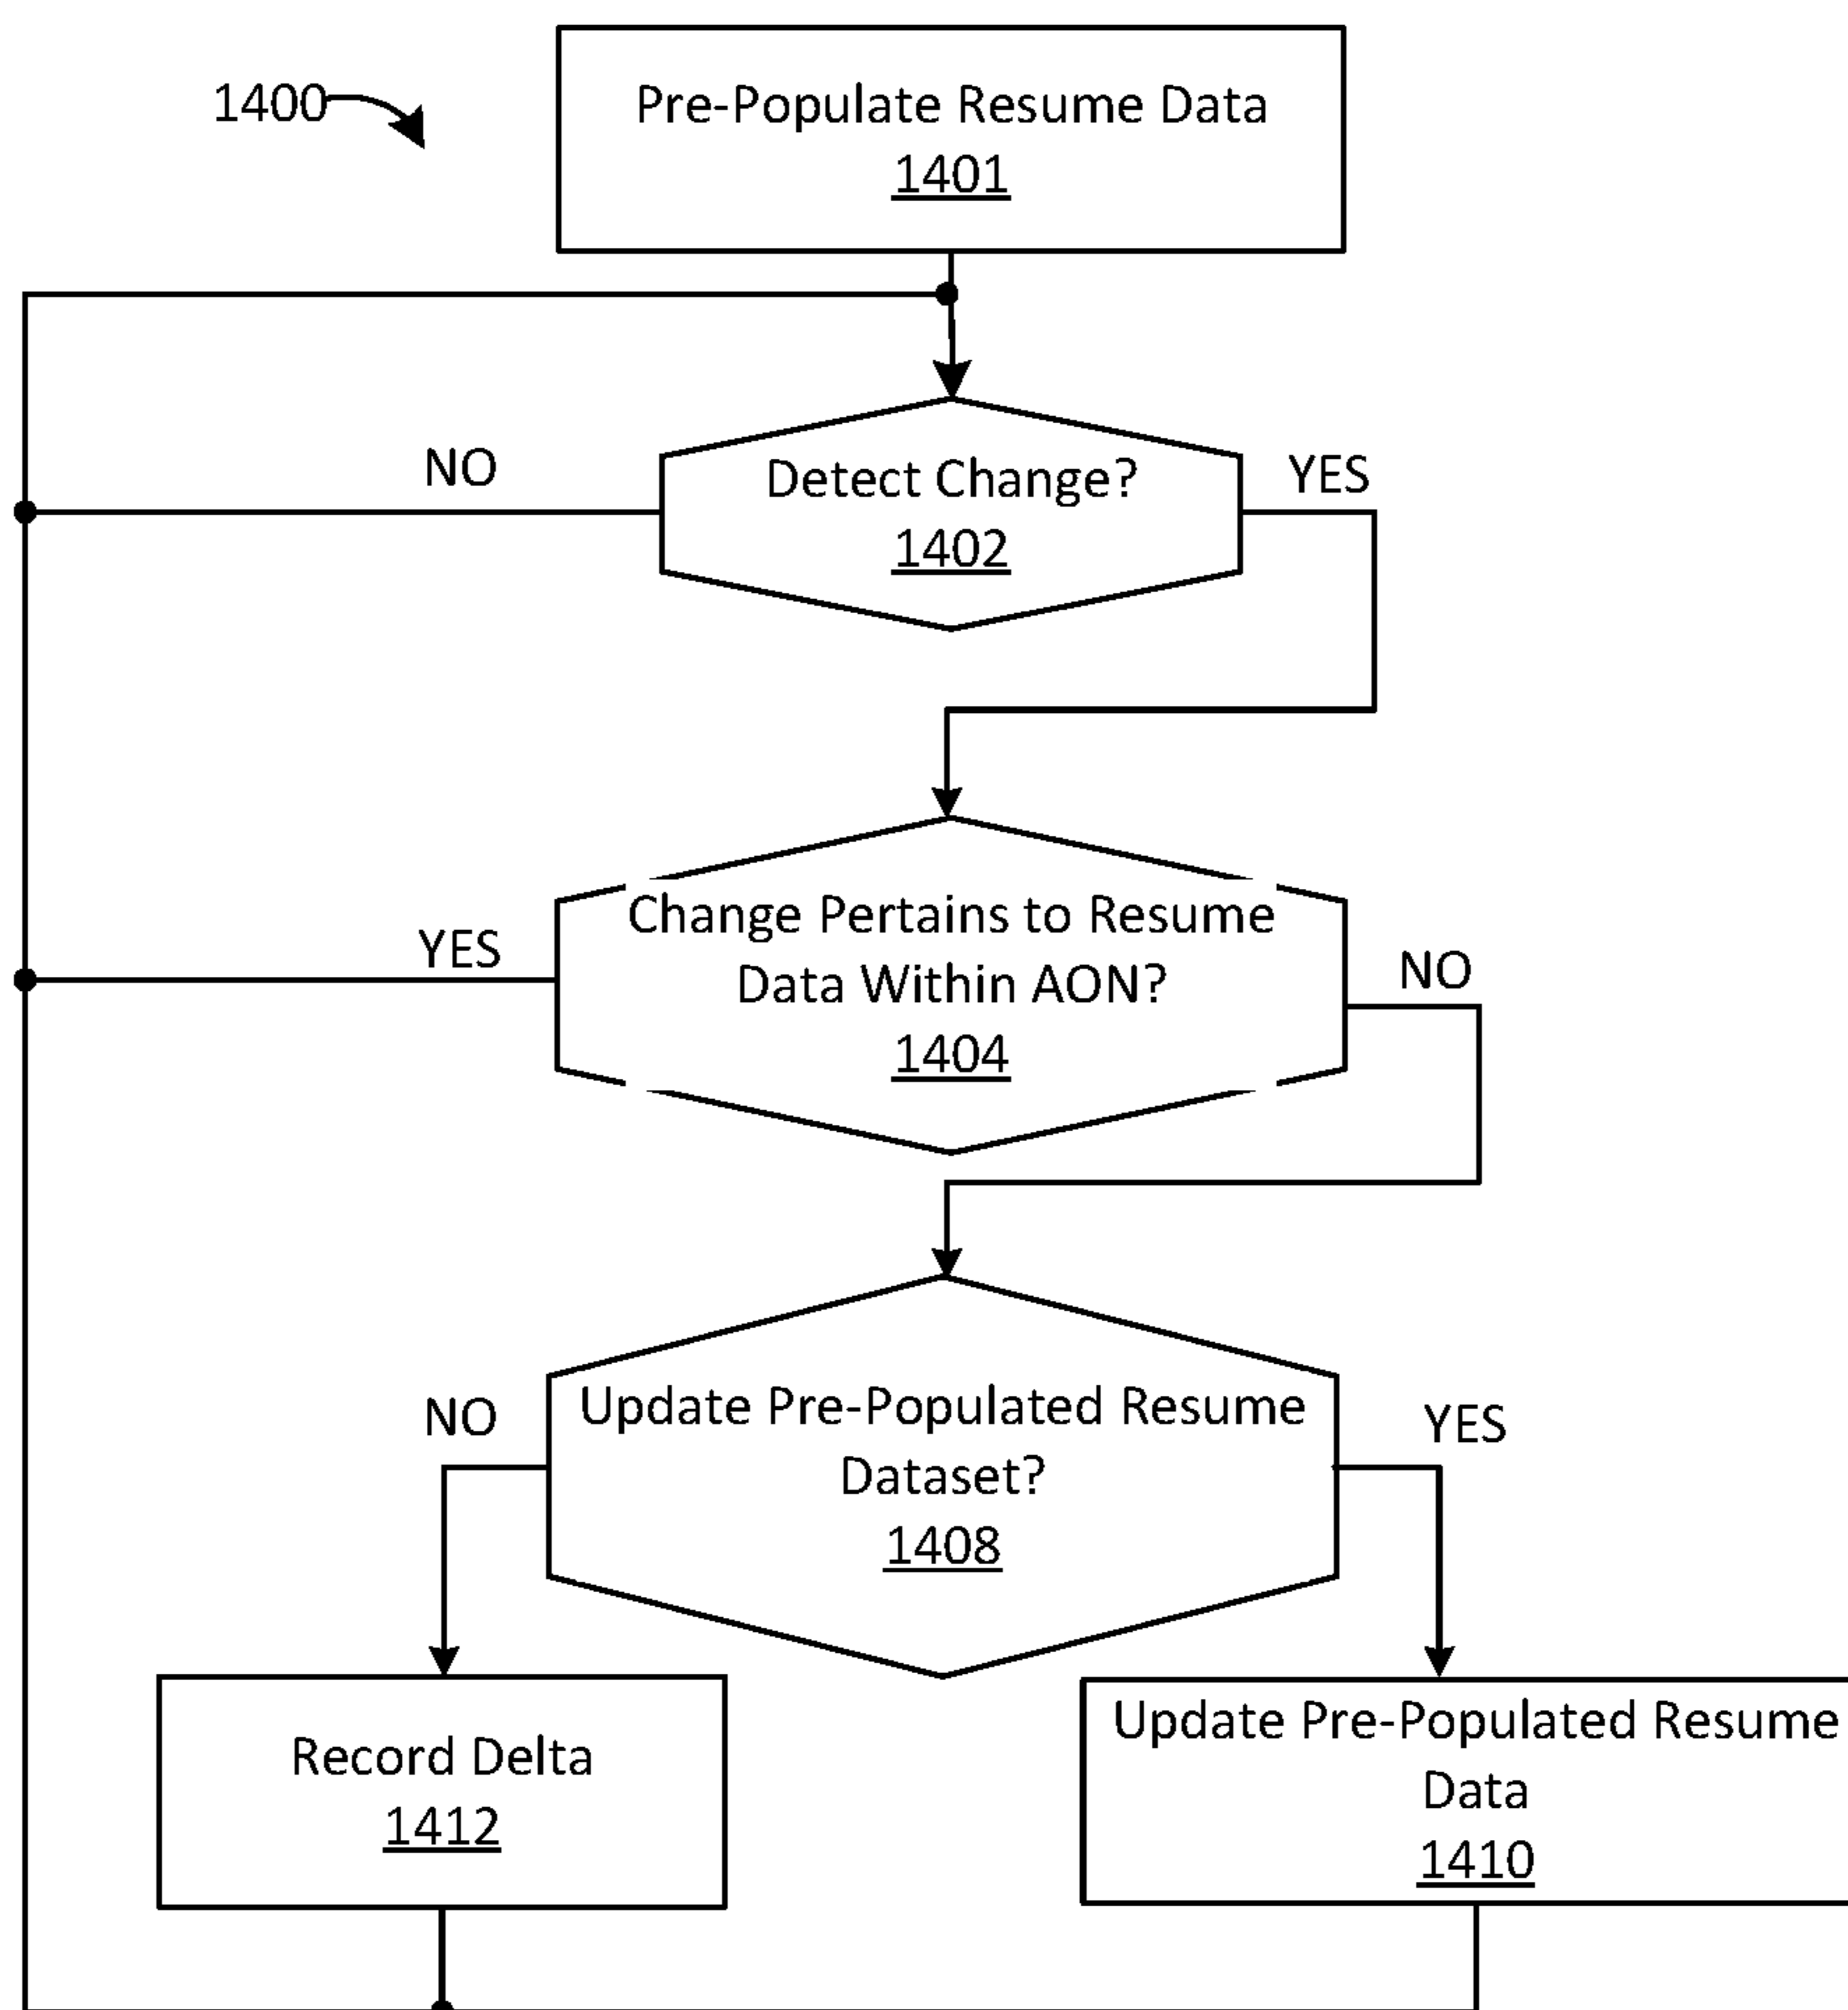 1400
Pre-Populate Resume Data
1401
NO
Detect Change?
YES
1402
YES
Change Pertains to Resume
Data Within AON?
NO
1404
NO
Update Pre-Populated Resume
YES
Dataset?
1408
Record Delta
1412
Update Pre-Populated Resume
Data
1410